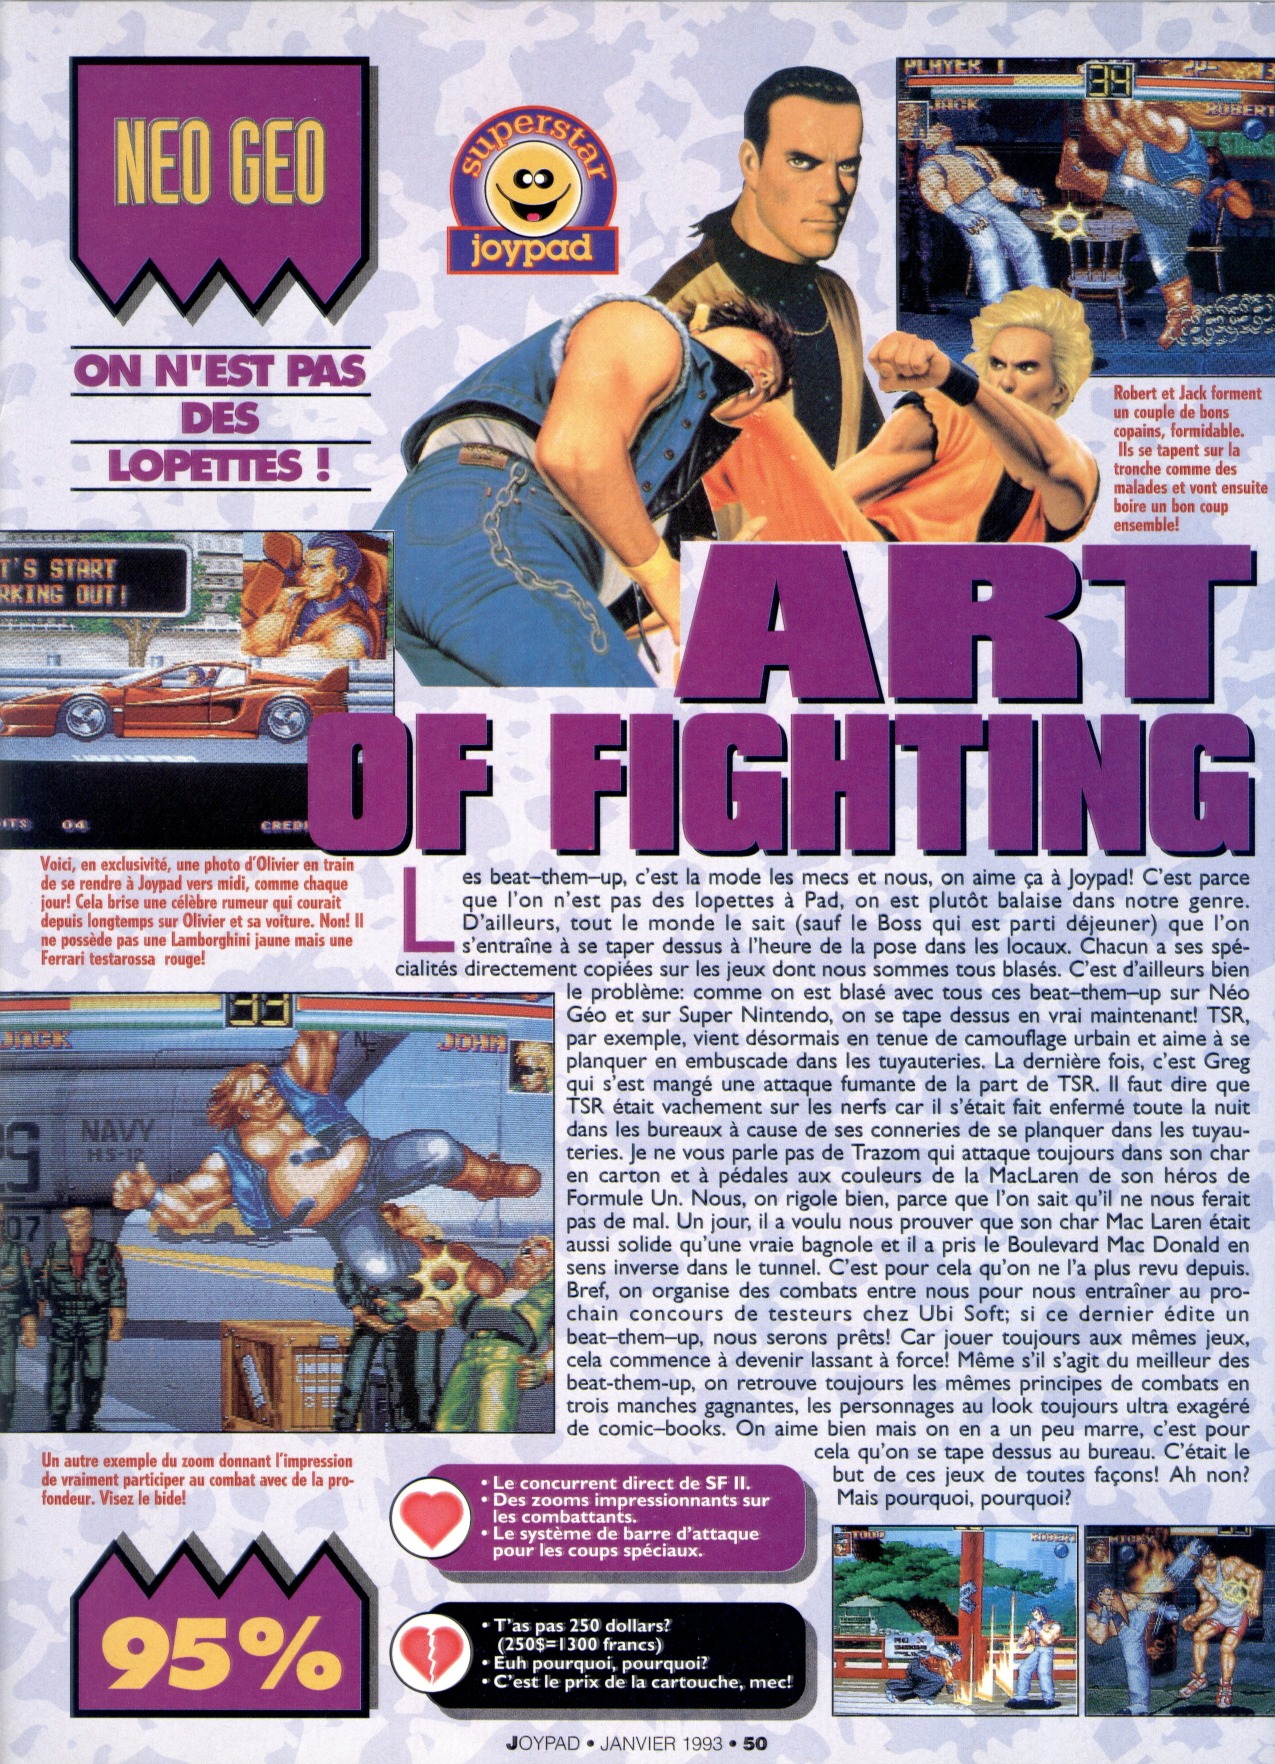 NEO GEO
superstar
joypad
PLAYER 1
34
JACK
ROBERT
ON N'EST PAS
DES
LOPETTES !
Robert et Jack forment
un couple de bons
copains, formidable.
Ils se tapent sur la
tronche comme des
malades et vont ensuite
boire un bon coup
ensemble!
T'S START
RKING OUT!
ITS 04
CREDI
ART
OF FIGHTING
Voici, en exclusivité, une photo d'Olivier en train
de se rendre à Joypad vers midi, comme chaque
jour! Cela brise une célèbre rumeur qui courait
depuis longtemps sur Olivier et sa voiture. Non! Il
ne possède pas une Lamborghini jaune mais une
Ferrari testarossa rouge!
Les beat–them–up, c'est la mode les mecs et nous, on aime ça à Joypad! C'est parce
que l'on n'est pas des lopettes à Pad, on est plutôt balaise dans notre genre.
D'ailleurs, tout le monde le sait (sauf le Boss qui est parti déjeuner) que l'on
s'entraîne à se taper dessus à l'heure de la pose dans les locaux. Chacun a ses spé-
cialités directement copiées sur les jeux dont nous sommes tous blasés. C'est d'ailleurs bien
le problème: comme on est blasé avec tous ces beat–them–up sur Néo
Géo et sur Super Nintendo, on se tape dessus en vrai maintenant! TSR,
par exemple, vient désormais en tenue de camouflage urbain et aime à se
planquer en embuscade dans les tuyauteries. La dernière fois, c'est Greg
qui s'est mangé une attaque fumante de la part de TSR. Il faut dire que
TSR était vachement sur les nerfs car il s'était fait enfermé toute la nuit
dans les bureaux à cause de ses conneries de se planquer dans les tuyau-
teries. Je ne vous parle pas de Trazom qui attaque toujours dans son char
en carton et à pédales aux couleurs de la MacLaren de son héros de
Formule Un. Nous, on rigole bien, parce que l'on sait qu'il ne nous ferait
pas de mal. Un jour, il a voulu nous prouver que son char Mac Laren était
aussi solide qu'une vraie bagnole et il a pris le Boulevard Mac Donald en
sens inverse dans le tunnel. C'est pour cela qu'on ne l'a plus revu depuis.
Bref, on organise des combats entre nous pour nous entraîner au pro-
chain concours de testeurs chez Ubi Soft; si ce dernier édite un
beat–them–up, nous serons prêts! Car jouer toujours aux mêmes jeux,
cela commence à devenir lassant à force! Même s'il s'agit du meilleur des
beat-them-up, on retrouve toujours les mêmes principes de combats en
trois manches gagnantes, les personnages au look toujours ultra exagéré
de comic–books. On aime bien mais on en a un peu marre, c'est pour
cela qu'on se tape dessus au bureau. C'était le
but de ces jeux de toutes façons! Ah non?
Mais pourquoi, pourquoi?
33
JACK
JOHN
NAVY
HS-12
07
Un autre exemple du zoom donnant l'impression
de vraiment participer au combat avec de la pro-
fondeur. Visez le bide!
• Le concurrent direct de SF II.
• Des zooms impressionnants sur
les combattants.
• Le système de barre d'attaque
pour les coups spéciaux.
95%
• T'as pas 250 dollars?
(250$=1300 francs)
• Euh pourquoi, pourquoi?
• C'est le prix de la cartouche, mec!
TODO
ROBERT
MICKY
JOYPAD • JANVIER 1993 • 50